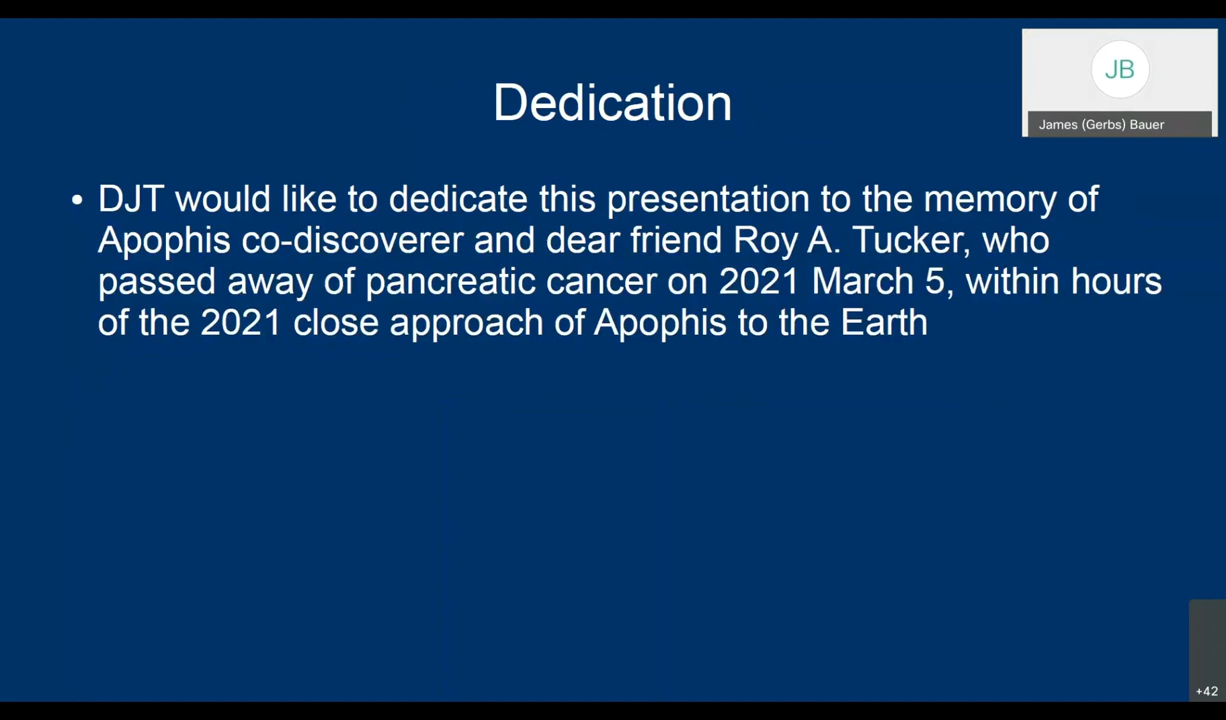 Dedication
JB
James (Gerbs) Bauer
• DJT would like to dedicate this presentation to the memory of
Apophis co-discoverer and dear friend Roy A. Tucker, who
passed away of pancreatic cancer on 2021 March 5, within hours
of the 2021 close approach of Apophis to the Earth
+42